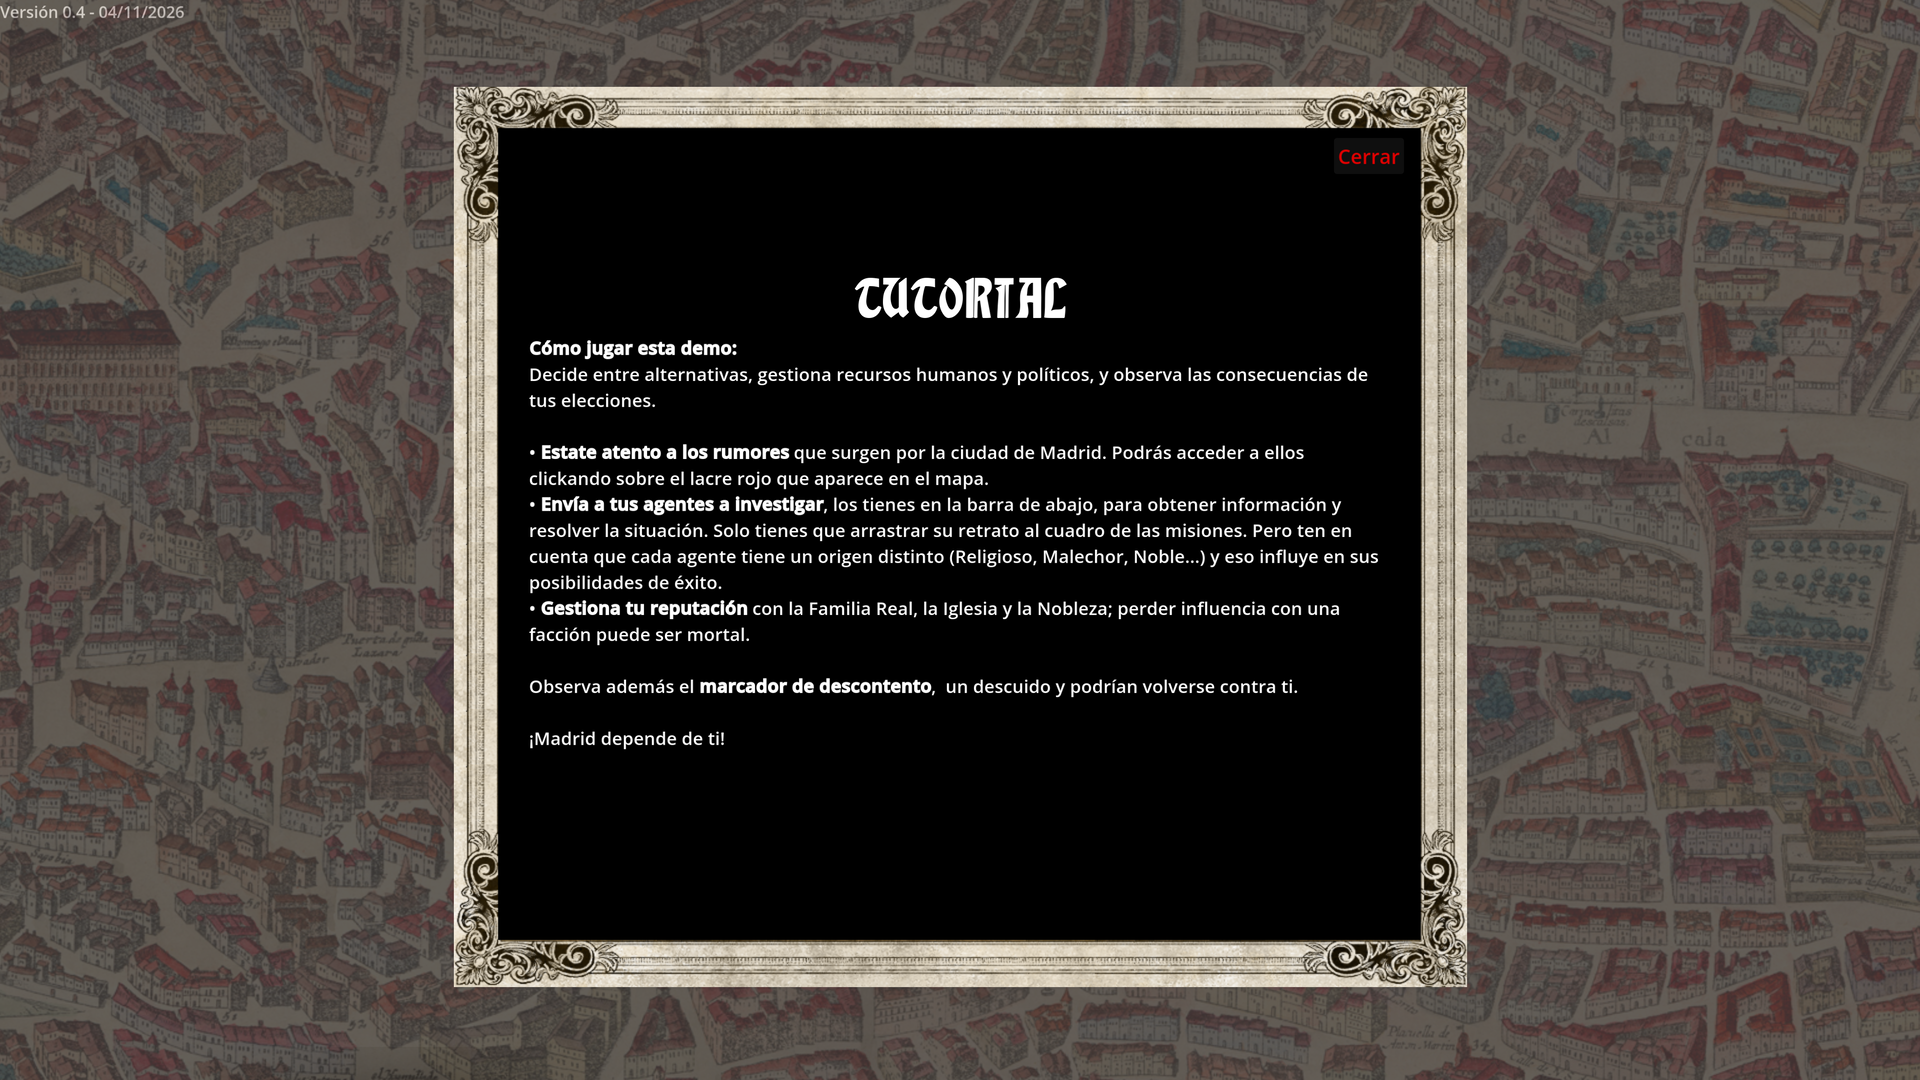 Versión 0.4 - 04/11/2026
Cerrar
TUTORIAL
Cómo jugar esta demo:
Decide entre alternativas, gestiona recursos humanos y políticos, y observa las consecuencias de
tus elecciones.
• Estate atento a los rumores que surgen por la ciudad de Madrid. Podrás acceder a ellos
clickando sobre el lacre rojo que aparece en el mapa.
• Envía a tus agentes a investigar, los tienes en la barra de abajo, para obtener información y
resolver la situación. Solo tienes que arrastrar su retrato al cuadro de las misiones. Pero ten en
cuenta que cada agente tiene un origen distinto (Religioso, Malechor, Noble...) y eso influye en sus
posibilidades de éxito.
• Gestiona tu reputación con la Familia Real, la Iglesia y la Nobleza; perder influencia con una
facción puede ser mortal.
Observa además el marcador de descontento,  un descuido y podrían volverse contra ti.
¡Madrid depende de ti!
de Al cala